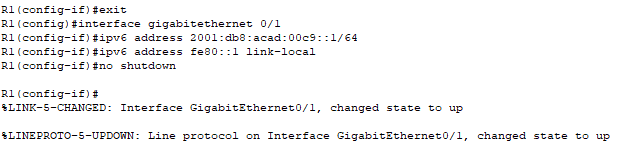 R1(config-if)#exit
R1(config)#interface gigabitethernet 0/1
R1(config-if)#ipv6 address 2001:db8:acad:00c9::1/64
R1(config-if)#ipv6 address fe80::1 link-local
R1(config-if)#no shutdown
R1(config-if)#
%LINK-5-CHANGED: Interface GigabitEthernet0/1, changed state to up
%LINEPROTO-5-UPDOWN: Line protocol on Interface GigabitEthernet0/1, changed state to up